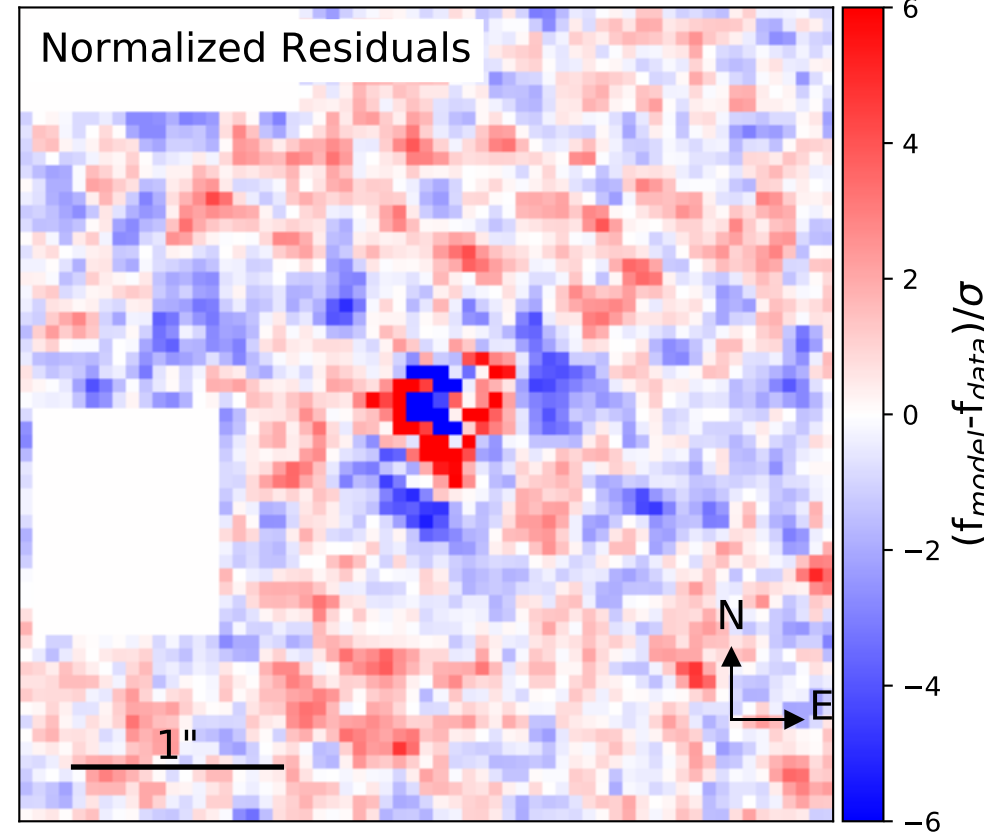 Normalized Residuals
6
4
2
0
−2
−4
−6
(f_model-f_data)/σ
N
E
1"